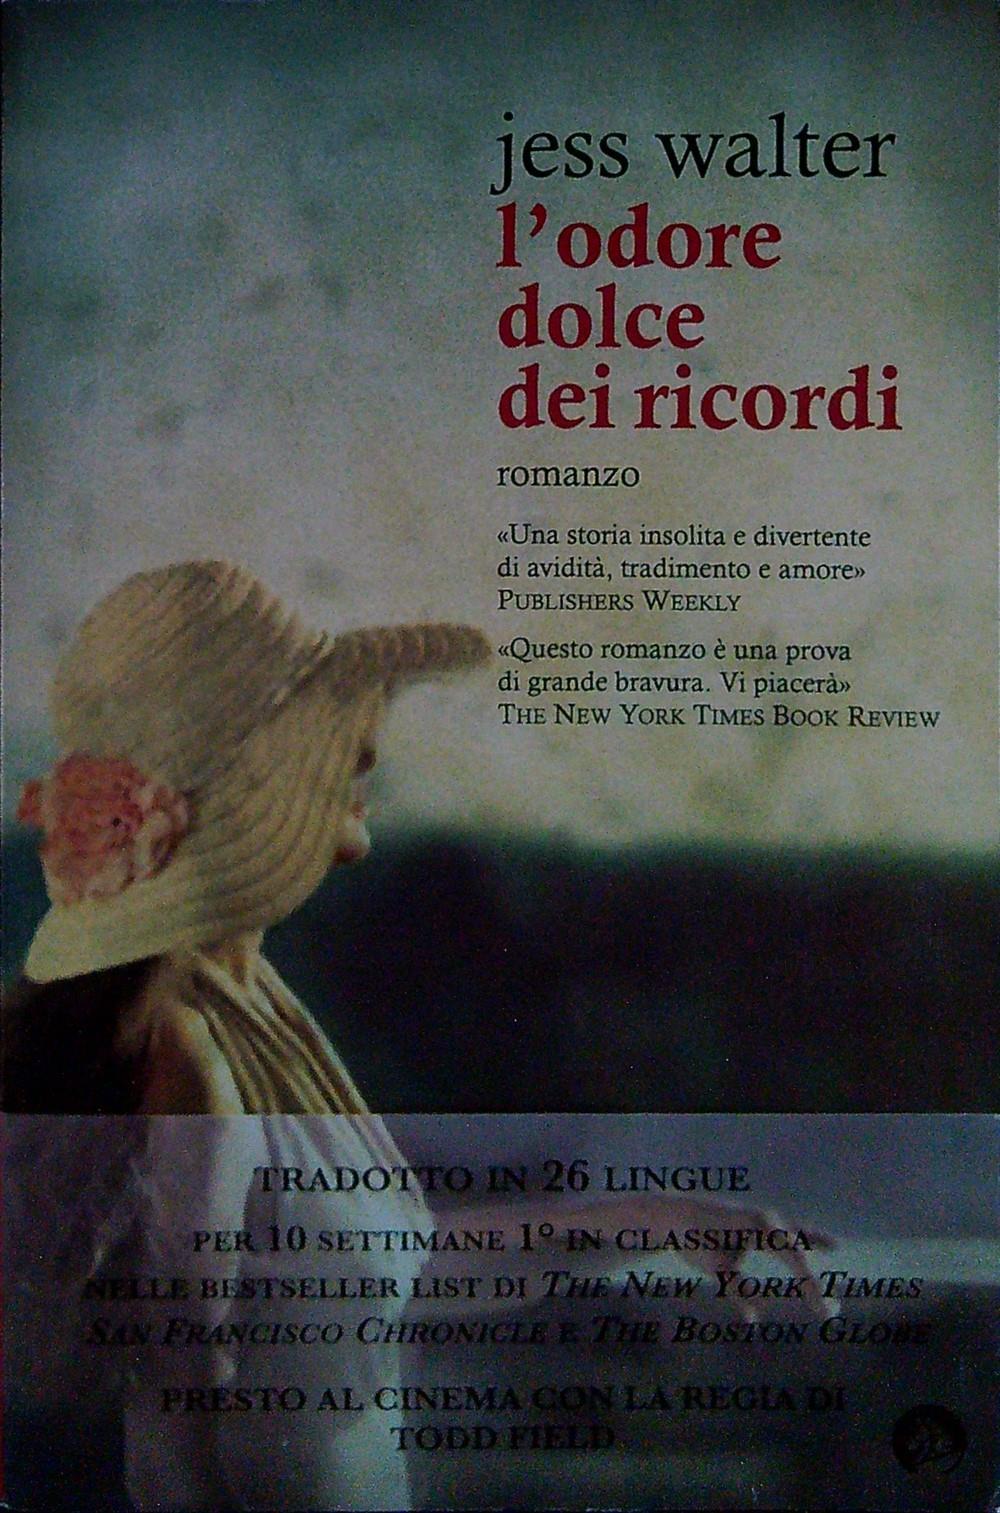 jess walter
l'odore
dolce
dei ricordi
romanzo
«Una storia insolita e divertente
di avidità, tradimento e amore»
PUBLISHERS WEEKLY
«Questo romanzo è una prova
di grande bravura. Vi piacerà»
THE NEW YORK TIMES BOOK REVIEW
TRADOTTO IN 26 LINGUE
PER 10 SETTIMANE 1° IN CLASSIFICA
NELLE BESTSELLER LIST DI THE NEW YORK TIMES
SAN FRANCISCO CHRONICLE E THE BOSTON GLOBE
PRESTO AL CINEMA CON LA REGIA DI
TODD FIELD